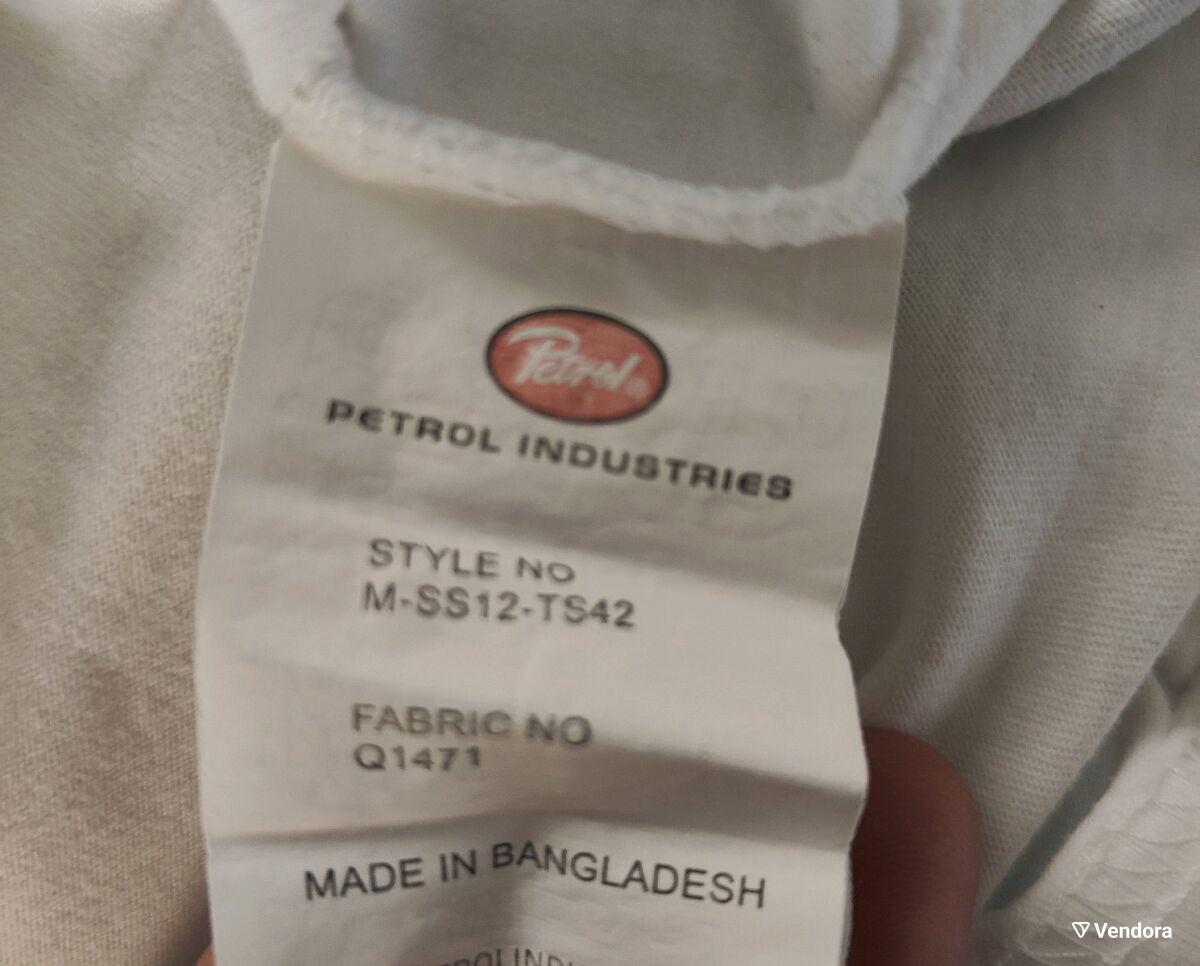 Petrol®
PETROL INDUSTRIES
STYLE NO
M-SS12-TS42
FABRIC NO
Q1471
MADE IN BANGLADESH
Vendora